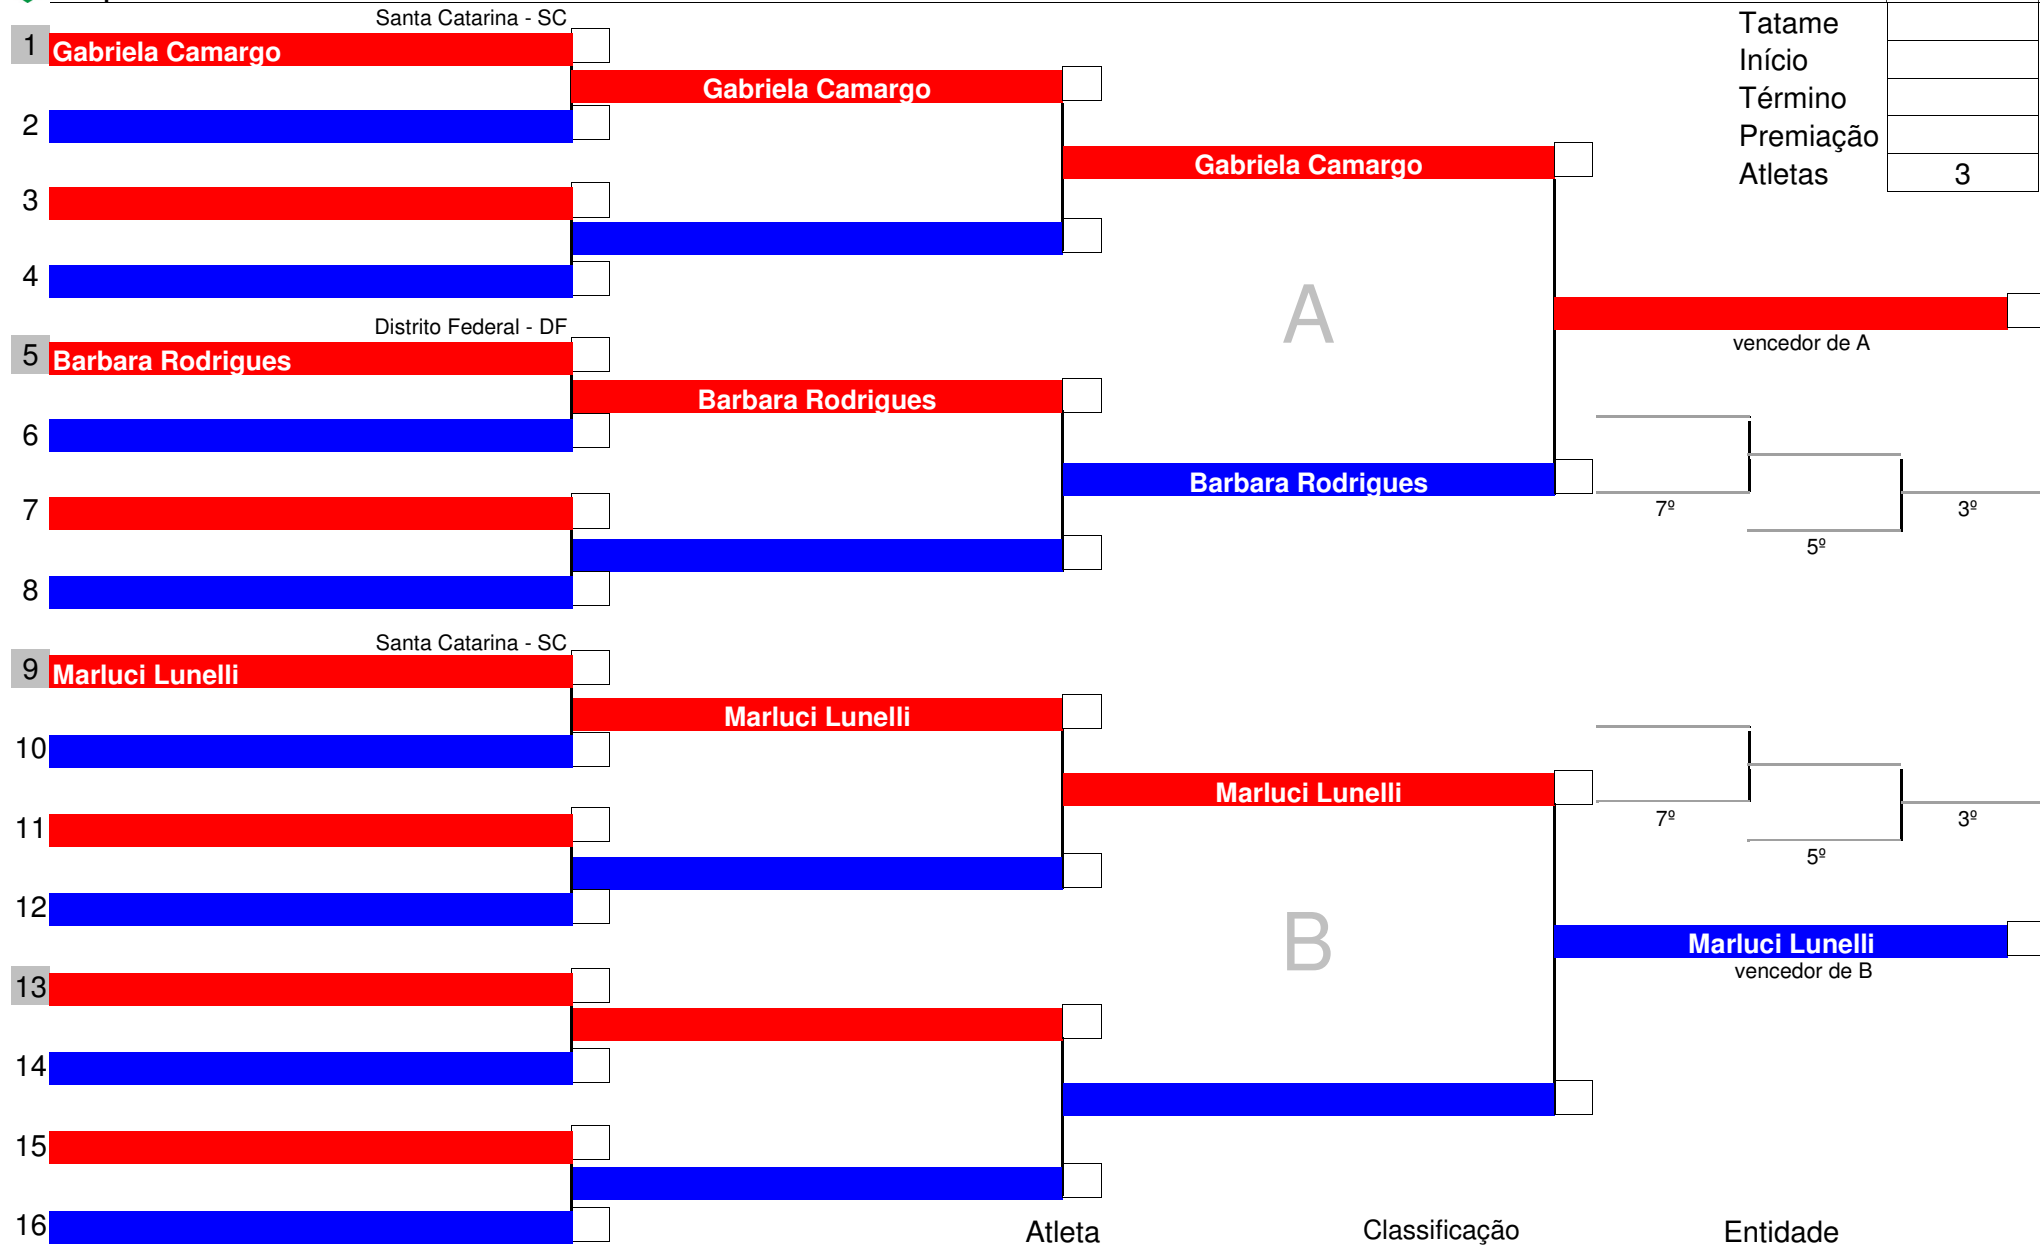 Santa Catarina - SC
1 Gabriela Camargo
Gabriela Camargo
2
Gabriela Camargo
3
4
Tatame
Início
Término
Premiação
Atletas 3
A
vencedor de A
Distrito Federal - DF
5 Barbara Rodrigues
Barbara Rodrigues
6
Barbara Rodrigues
7
8
7º
5º
3º
Santa Catarina - SC
9 Marluci Lunelli
Marluci Lunelli
10
Marluci Lunelli
11
12
7º
5º
3º
B
Marluci Lunelli
vencedor de B
13
14
15
16
Atleta Classificação Entidade